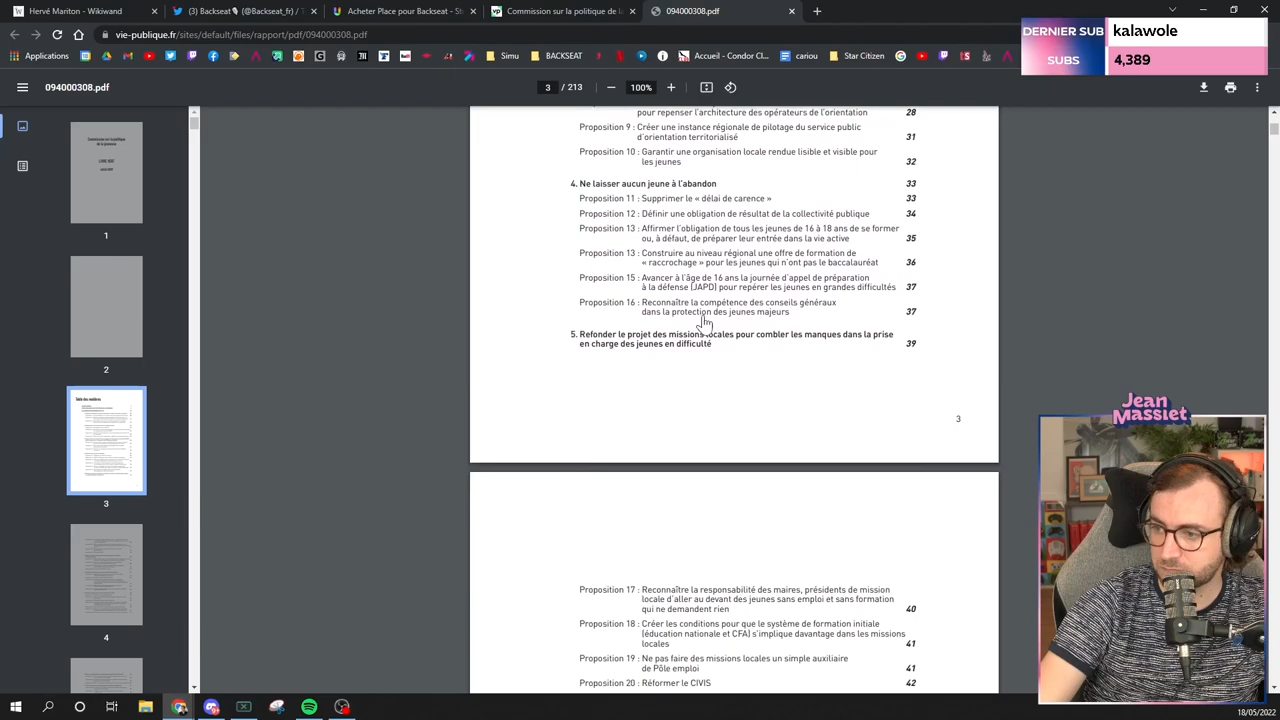 Hervé Mariton - Wikiwand
(3) Backseat
(@Backseat_fr) / T
Acheter Place pour Backset - 3b
Commission sur la politique de la
094000308.pdf
vie-publique.fr/sites/default/files/rapport/pdf/094000308.pdf
Applications
Simu
BACKSEAT
Accueil - Condor Cl...
cariou
Star Citizen
DERNIER SUB
kalawole
SUBS
4,389
094000308.pdf
3 / 213
100%
pour repenser l'architecture des opérateurs de l'orientation 28
Proposition 9 : Créer une instance régionale de pilotage du service public
d'orientation territorialisé 31
Proposition 10 : Garantir une organisation locale rendue lisible et visible pour
les jeunes 32
4. Ne laisser aucun jeune à l'abandon 33
Proposition 11 : Supprimer le « délai de carence » 33
Proposition 12 : Définir une obligation de résultat de la collectivité publique 34
Proposition 13 : Affirmer l'obligation de tous les jeunes de 16 à 18 ans de se former
ou, à défaut, de préparer leur entrée dans la vie active 35
Proposition 13 : Construire au niveau régional une offre de formation de
« raccrochage » pour les jeunes qui n'ont pas le baccalauréat 36
Proposition 15 : Avancer à l'âge de 16 ans la journée d'appel de préparation
à la défense (JAPD) pour repérer les jeunes en grandes difficultés 37
Proposition 16 : Reconnaître la compétence des conseils généraux
dans la protection des jeunes majeurs 37
5. Refonder le projet des missions locales pour combler les manques dans la prise
en charge des jeunes en difficulté 39
3
Proposition 17 : Reconnaître la responsabilité des maires, présidents de mission
locale d'aller au devant des jeunes sans emploi et sans formation
qui ne demandent rien 40
Proposition 18 : Créer les conditions pour que le système de formation initiale
(éducation nationale et CFA) s'implique davantage dans les missions
locales 41
Proposition 19 : Ne pas faire des missions locales un simple auxiliaire
de Pôle emploi 41
Proposition 20 : Réformer le CIVIS 42
1
2
3
4
Jean
Massiet
18/05/2022